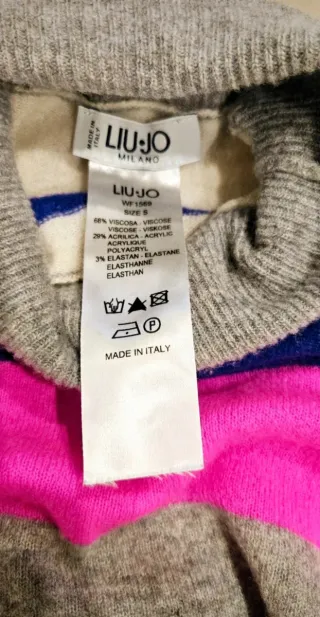 MADE IN
ITALY
LIU·JO
MILANO
LIU·JO
WF1569
SIZE S
68% VISCOSA - VISCOSE
VISCOSE - VISKOSE
29% ACRILICA - ACRYLIC
ACRYLIQUE
POLYACRYL
3% ELASTAN - ELASTANE
ELASTHANNE
ELASTHAN
P
MADE IN ITALY